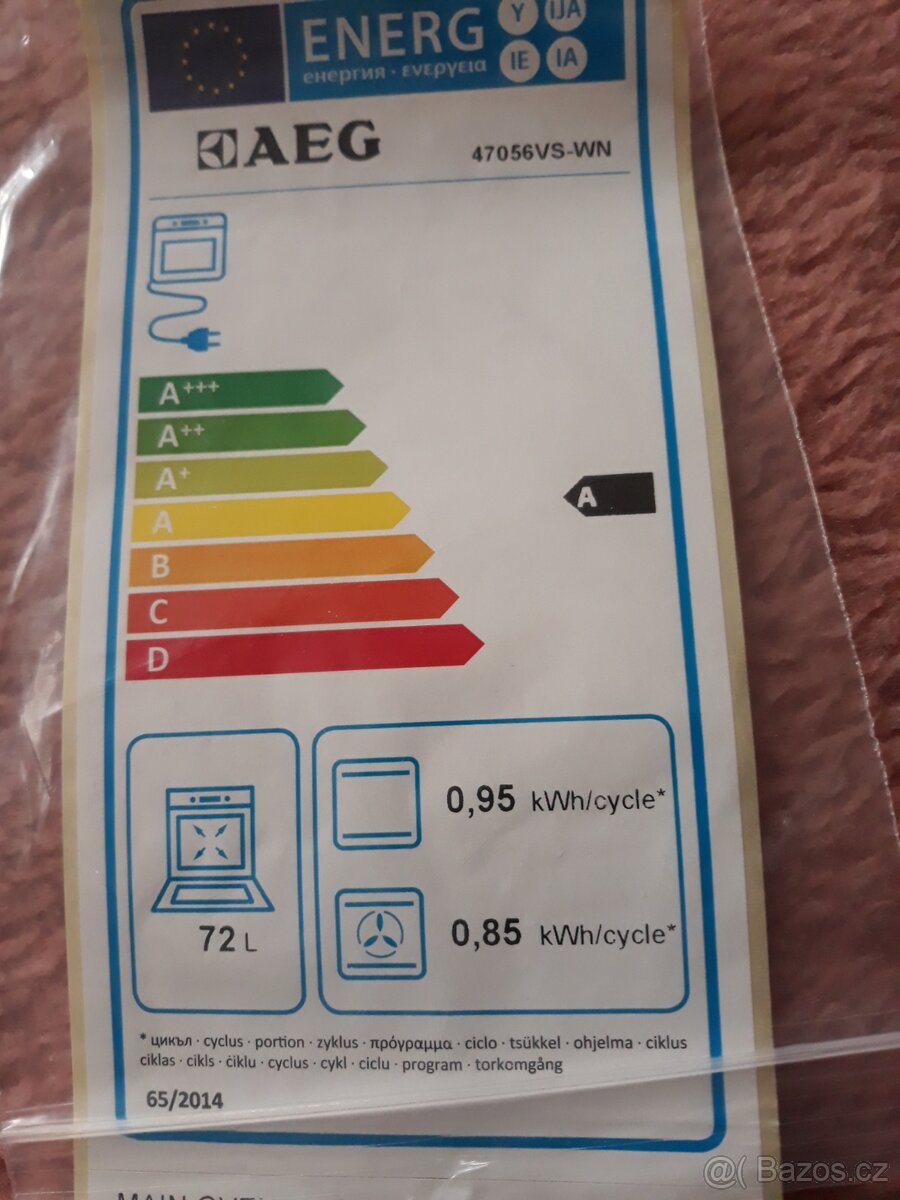 ENERG
Y IJA
енергия · ενεργεια
IE IA
AEG
47056VS-WN
A+++
A++
A+
A
A
B
C
D
0,95 kWh/cycle*
72 L
0,85 kWh/cycle*
* цикъл · cyclus · portion · zyklus · πρόγραμμα · ciclo · tsükkel · ohjelma · ciklus
ciklas · cikls · ċiklu · cyclus · cykl · ciclu · program · torkomgång
65/2014
@( Bazos.cz